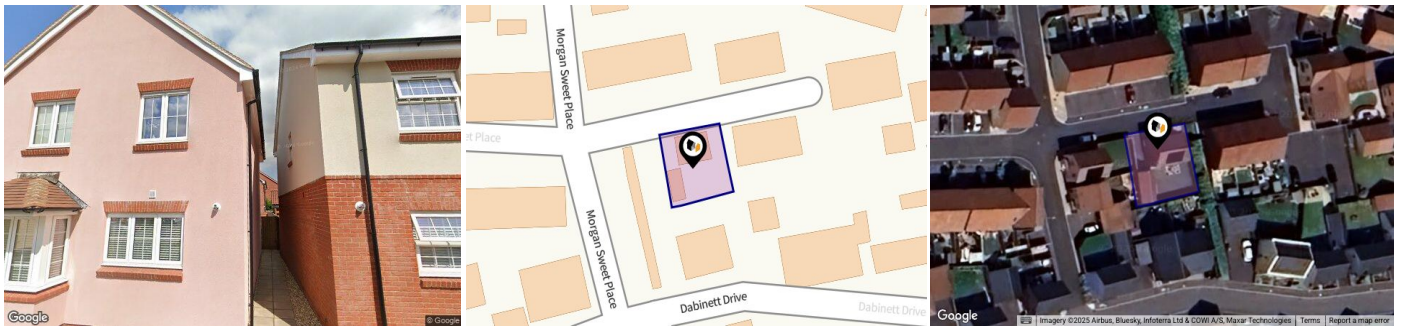 Google
© Google
Morgan Sweet Place
et Place
Morgan Sweet Place
Dabinett Drive
Dabinett Drive
Google
Imagery ©2025 Airbus, Bluesky, Infoterra Ltd & COWI A/S, Maxar Technologies
Terms
Report a map error